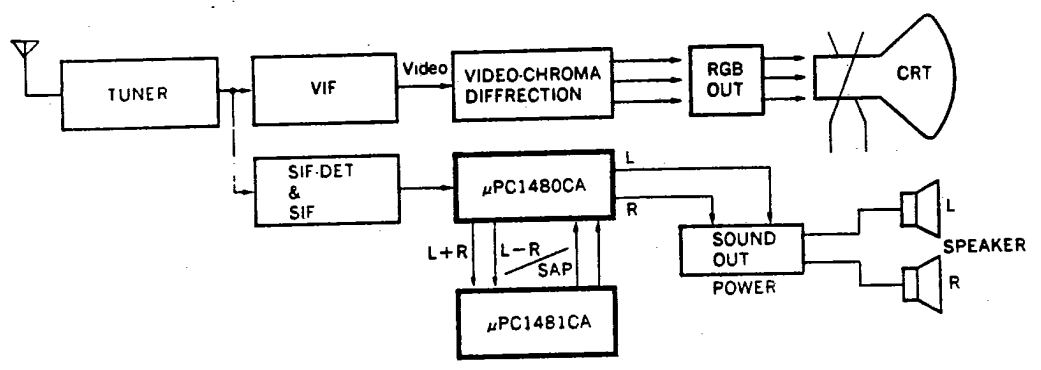 TUNER
VIF
Video
VIDEO-CHROMA
DIFFRECTION
RGB
OUT
CRT
SIF-DET
&
SIF
μPC1480CA
L
R
L+R
L-R
SAP
μPC1481CA
SOUND
OUT
POWER
L
SPEAKER
R